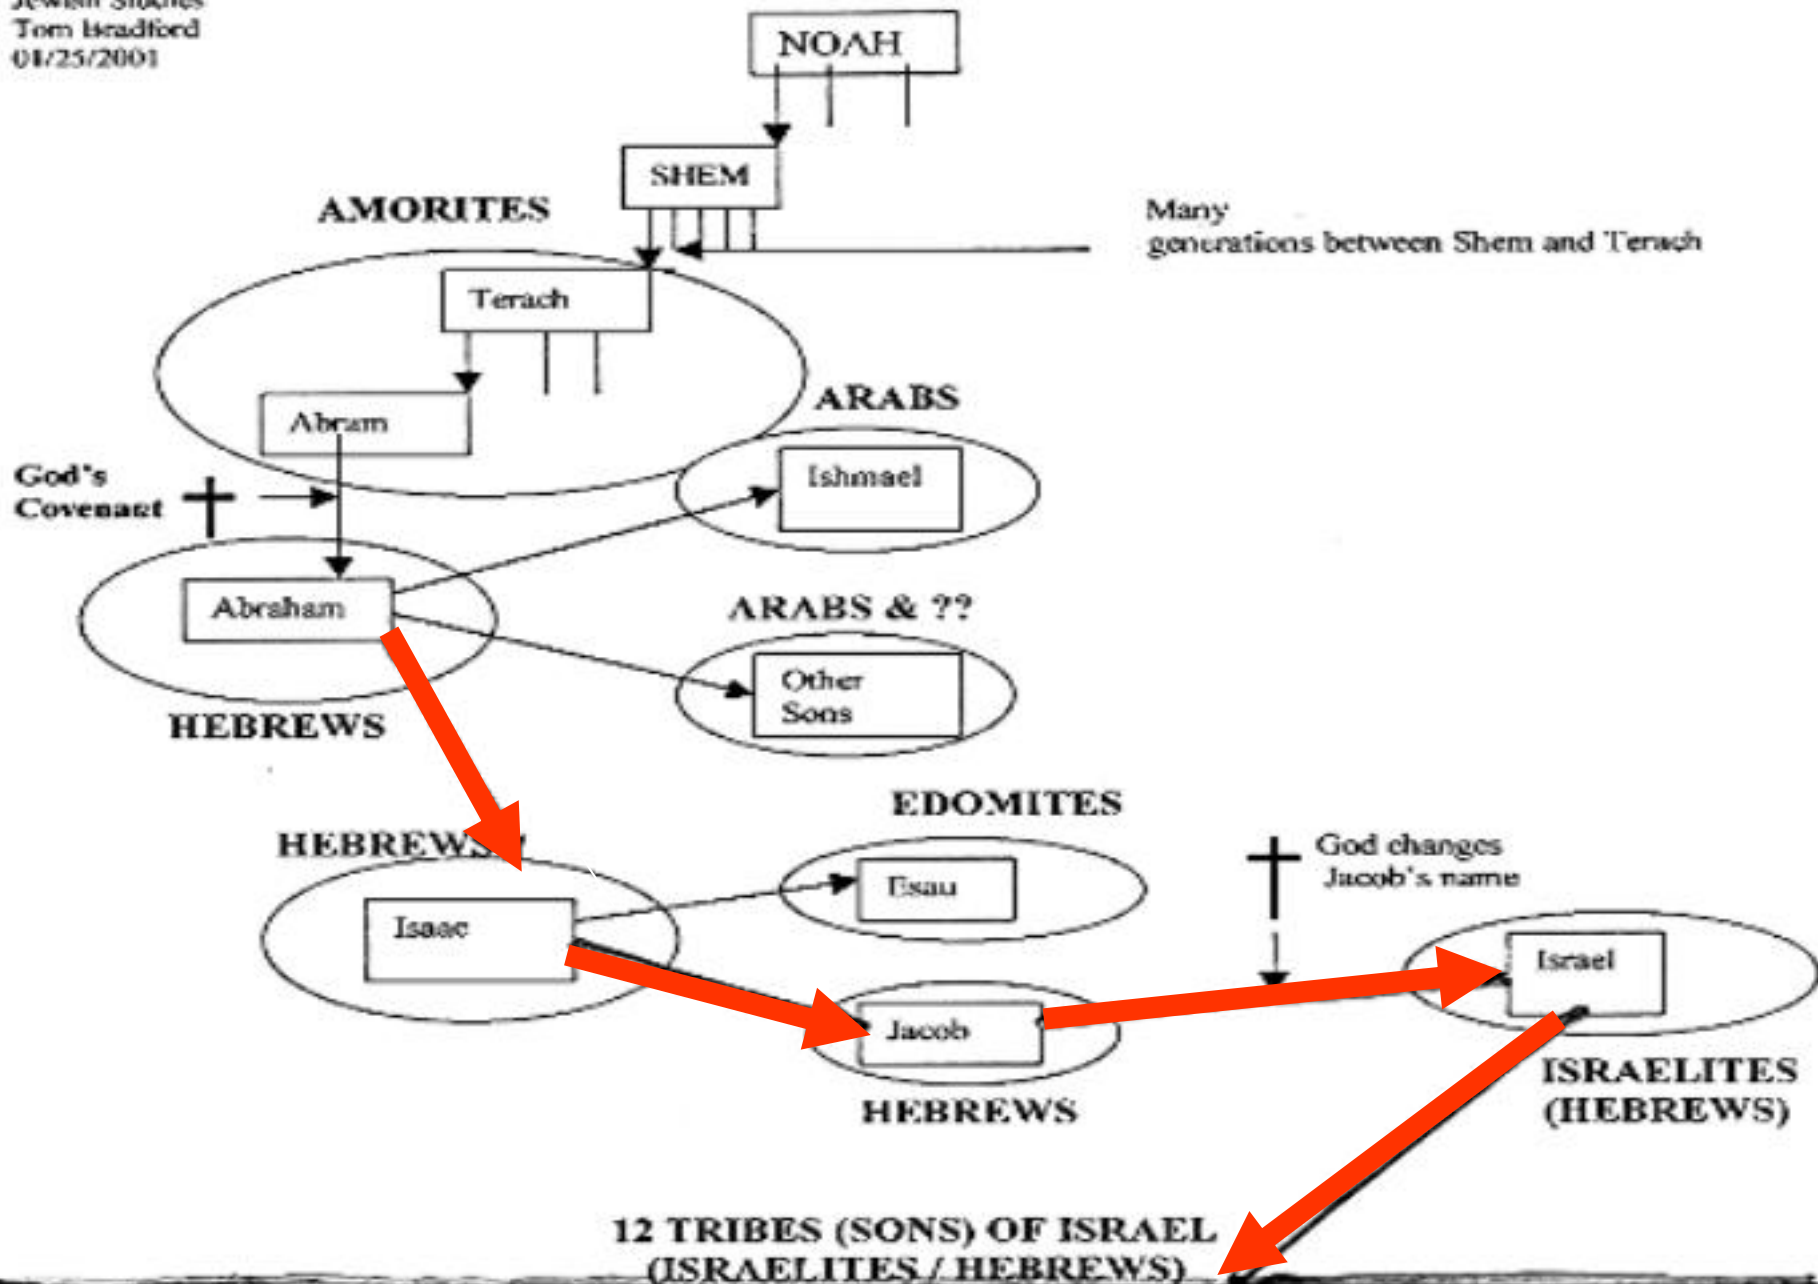 Jewish Studies
Tom Bradford
01/25/2001
NOAH
SHEM
AMORITES
Many
generations between Shem and Terach
Terach
Abram
ARABS
Ishmael
God's
Covenant
Abraham
HEBREWS
ARABS & ??
Other
Sons
EDOMITES
HEBREWS
Esau
God changes
Jacob's name
Isaac
Israel
Jacob
HEBREWS
ISRAELITES
(HEBREWS)
12 TRIBES (SONS) OF ISRAEL
(ISRAELITES / HEBREWS)